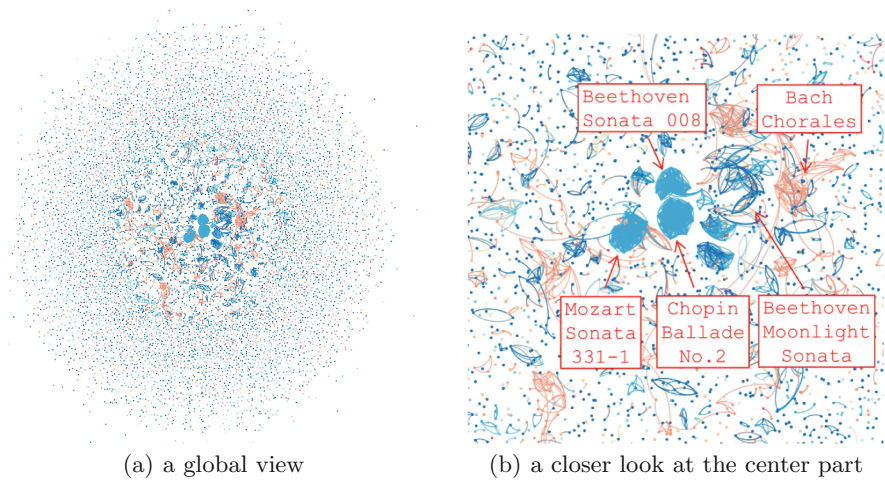 Beethoven
Sonata 008
Bach
Chorales
Mozart
Sonata
331-1
Chopin
Ballade
No.2
Beethoven
Moonlight
Sonata
(a) a global view
(b) a closer look at the center part